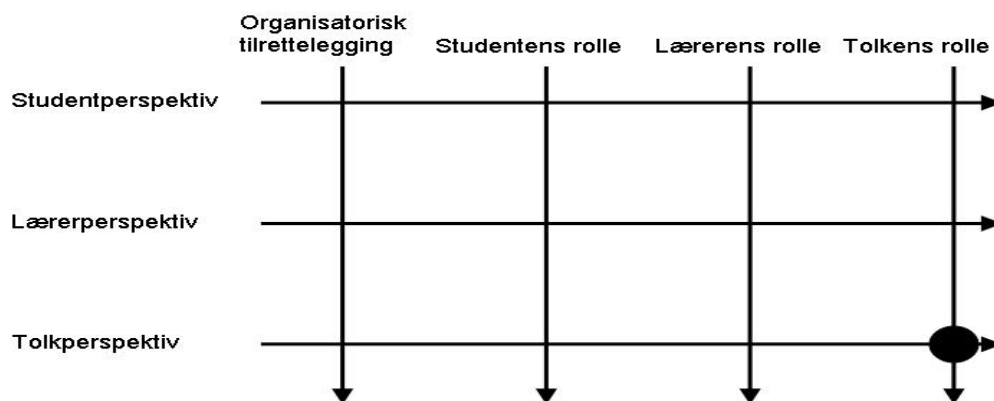 Organisatorisk
tilrettelegging
Studentens rolle
Lærerens rolle
Tolkens rolle
Studentperspektiv
Lærerperspektiv
Tolkperspektiv